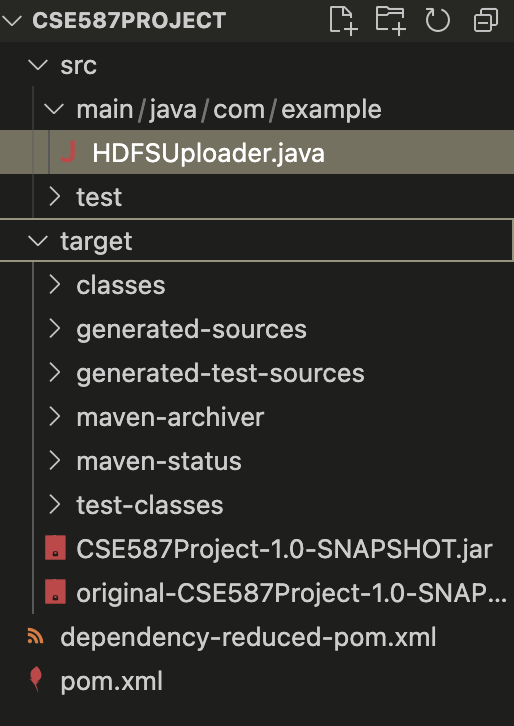 CSE587PROJECT
src
main/java/com/example
HDFSUploader.java
test
target
classes
generated-sources
generated-test-sources
maven-archiver
maven-status
test-classes
CSE587Project-1.0-SNAPSHOT.jar
original-CSE587Project-1.0-SNAP...
dependency-reduced-pom.xml
pom.xml